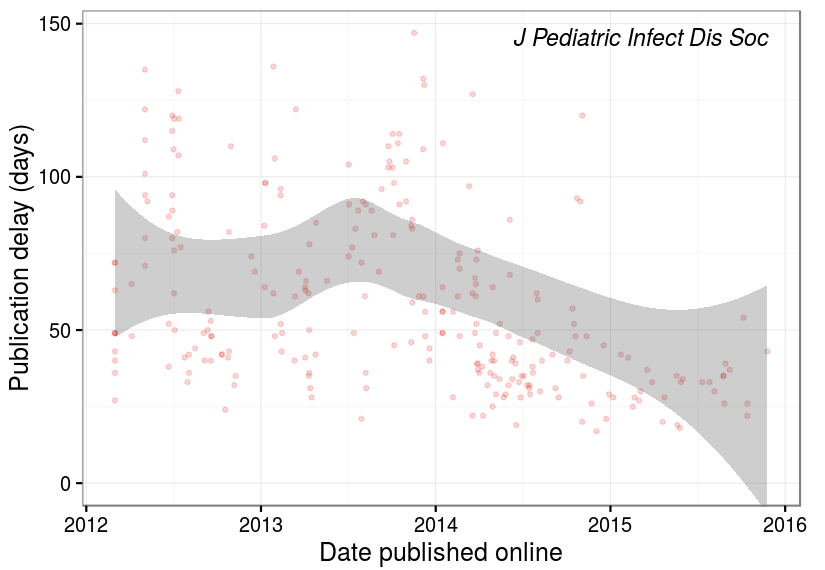 J Pediatric Infect Dis Soc
Publication delay (days)
150
100
50
0
2012 2013 2014 2015 2016
Date published online